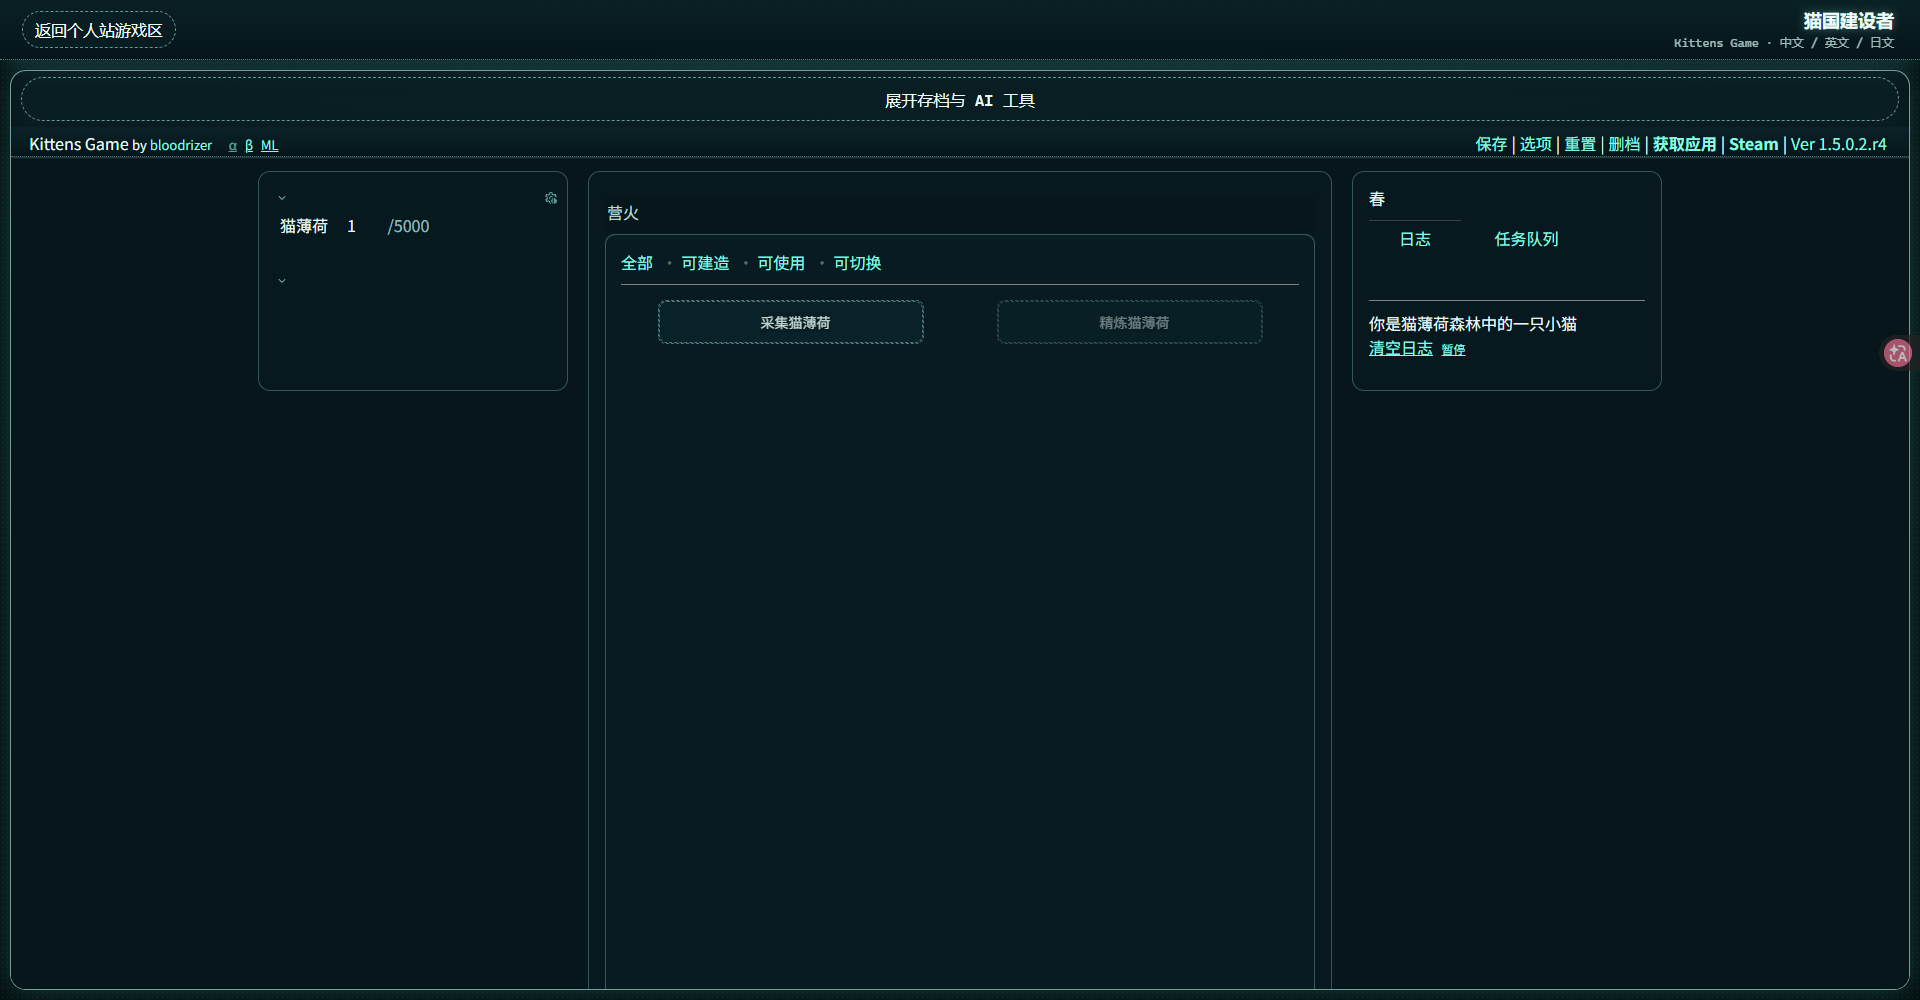 返回个人站游戏区
猫国建设者
Kittens Game · 中文 / 英文 / 日文
展开存档与 AI 工具
Kittens Game by bloodrizer α β ML
保存 | 选项 | 重置 | 删档 | 获取应用 | Steam | Ver 1.5.0.2.r4
猫薄荷 1 /5000
营火
全部 • 可建造 • 可使用 • 可切换
采集猫薄荷 精炼猫薄荷
春
日志 任务队列
你是猫薄荷森林中的一只小猫
清空日志 暂停